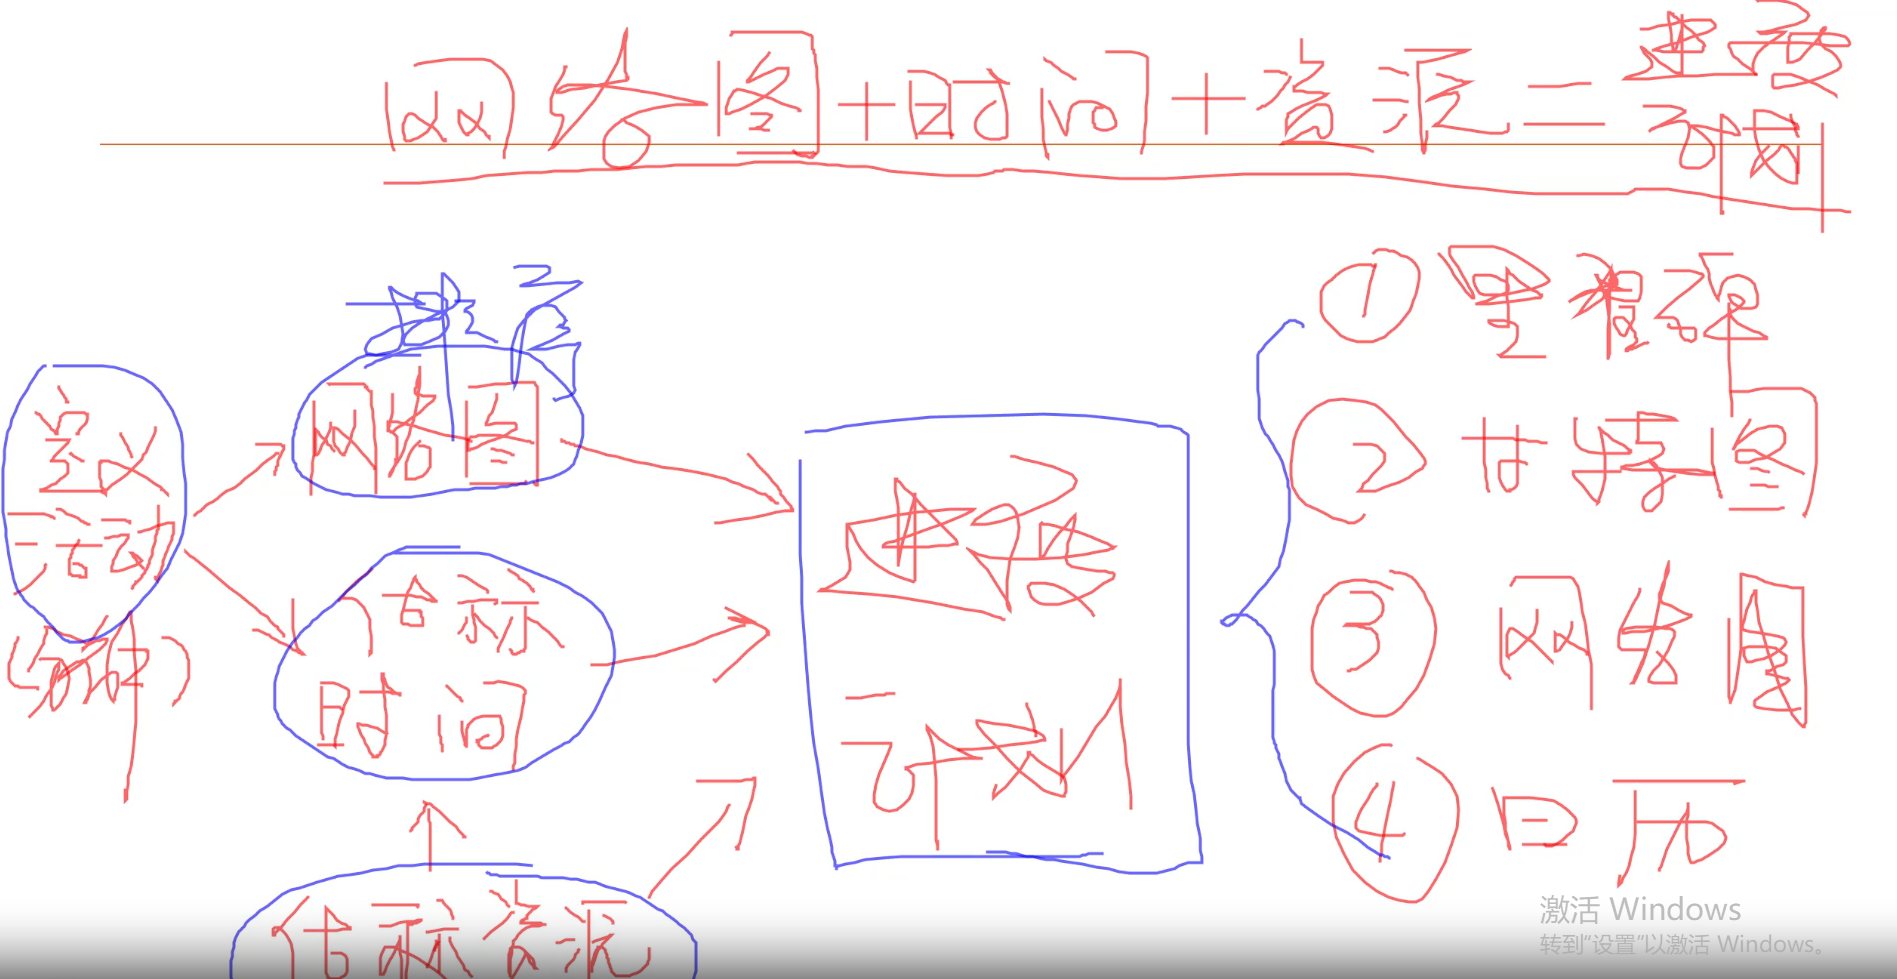 网络图+时间+资源=进度
计划
排序
网络图
定义
活动
(分解)
估算
时间
估算资源
进度
计划
① 里程碑
② 甘特图
③ 网络图
④ 日历
激活 Windows
转到“设置”以激活 Windows。